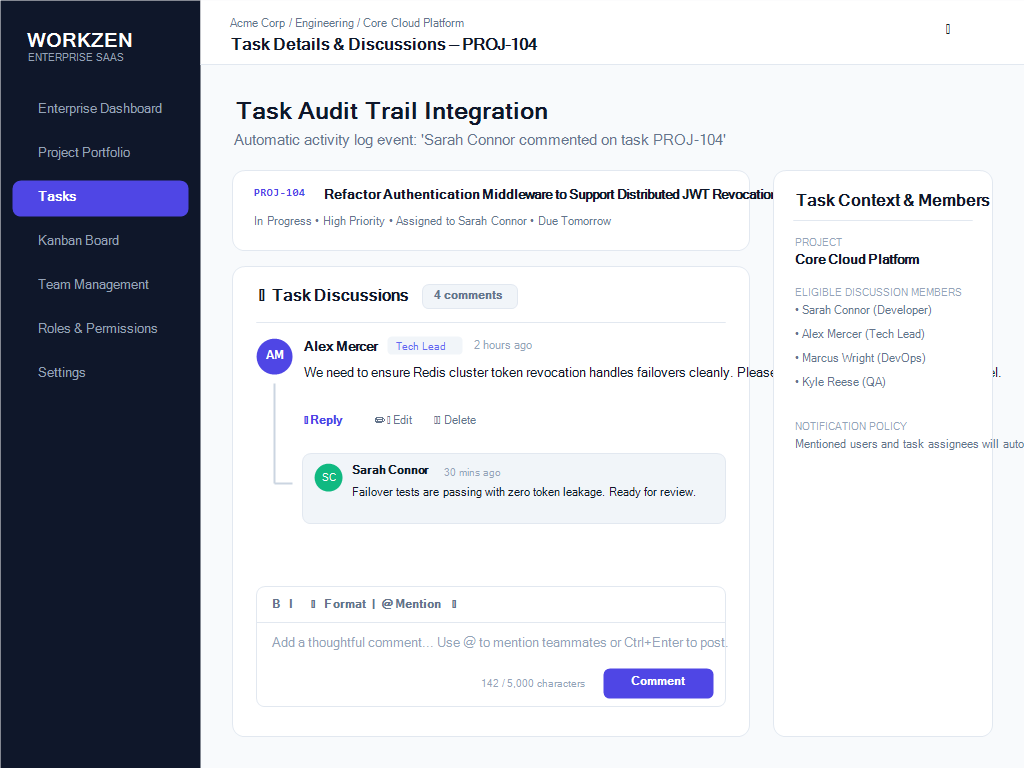 WORKZEN
ENTERPRISE SAAS
Enterprise Dashboard
Project Portfolio
Tasks
Kanban Board
Team Management
Roles & Permissions
Settings
Acme Corp / Engineering / Core Cloud Platform
Task Details & Discussions – PROJ-104
Task Audit Trail Integration
Automatic activity log event: 'Sarah Connor commented on task PROJ-104'
PROJ-104 Refactor Authentication Middleware to Support Distributed JWT
In Progress • High Priority • Assigned to Sarah Connor • Due Tomorrow
Task Discussions 4 comments
AM Alex Mercer Tech Lead 2 hours ago
We need to ensure Redis cluster token revocation handles failovers cleanly. Please
Reply Edit Delete
SC Sarah Connor 30 mins ago
Failover tests are passing with zero token leakage. Ready for review.
B I Format | @ Mention
Add a thoughtful comment... Use @ to mention teammates or Ctrl+Enter to post.
142 / 5,000 characters Comment
Task Context & Members
PROJECT
Core Cloud Platform
ELIGIBLE DISCUSSION MEMBERS
• Sarah Connor (Developer)
• Alex Mercer (Tech Lead)
• Marcus Wright (DevOps)
• Kyle Reese (QA)
NOTIFICATION POLICY
Mentioned users and task assignees will auto